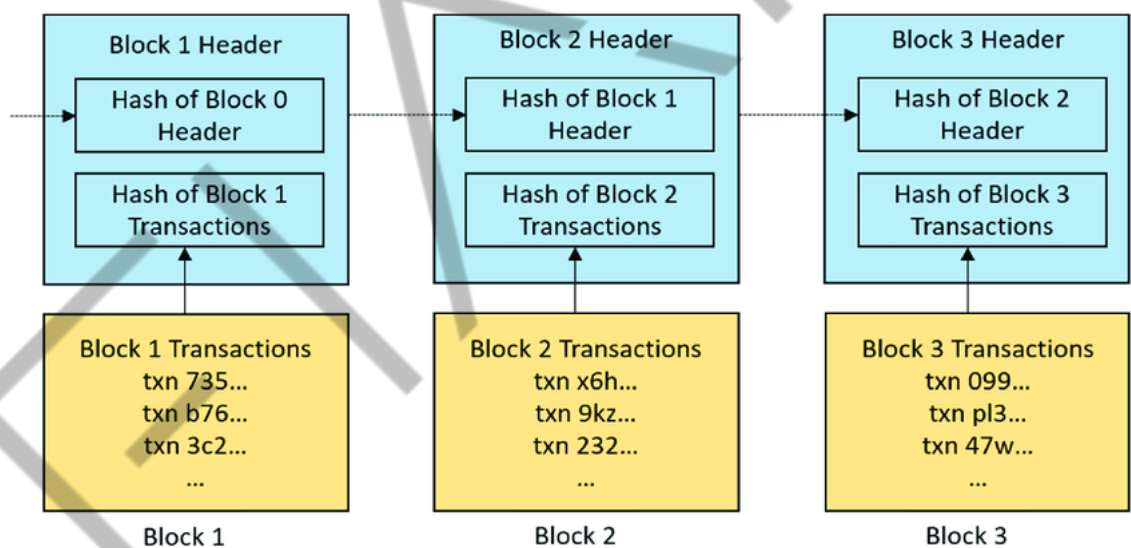 Block 1 Header
Hash of Block 0
Header
Hash of Block 1
Transactions
Block 1 Transactions
txn 735...
txn b76...
txn 3c2...
...
Block 1
Block 2 Header
Hash of Block 1
Header
Hash of Block 2
Transactions
Block 2 Transactions
txn x6h...
txn 9kz...
txn 232...
...
Block 2
Block 3 Header
Hash of Block 2
Header
Hash of Block 3
Transactions
Block 3 Transactions
txn 099...
txn pl3...
txn 47w...
...
Block 3